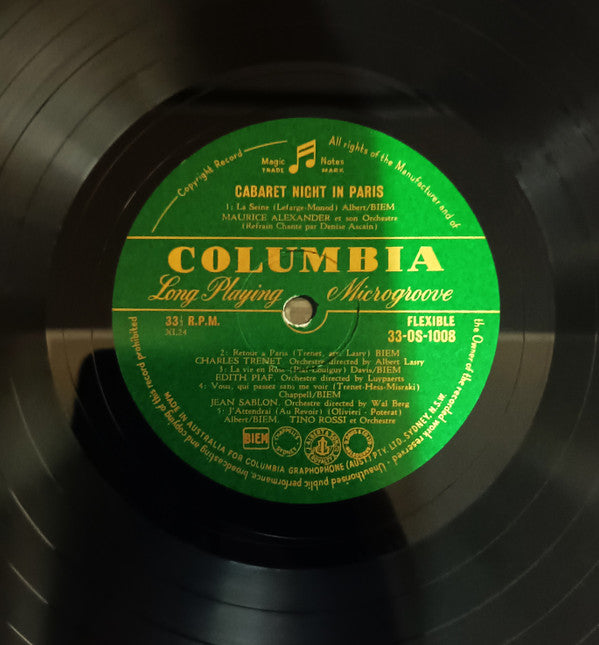 Copyright Record
All rights of the Manufacturer and of
the Owner of the recorded work reserved - Unauthorised public performance, broadcasting and copying of this record prohibited
Magic Notes
TRADE MARK
CABARET NIGHT IN PARIS
1: La Seine (Lafarge-Monod) Albert/BIEM
MAURICE ALEXANDER et son Orchestre
(Refrain Chante par Denise Ascain)
COLUMBIA
Long Playing Microgroove
33⅓ R.P.M.
XL24
FLEXIBLE
33-OS-1008
2: Retour a Paris (Trenet, arr. Lasry) BIEM
CHARLES TRENET. Orchestre directed by Albert Lasry
3: La vie en Rose (Piaf-Louiguy) Davis/BIEM
EDITH PIAF. Orchestre directed by Luypaerts
4: Vous, qui passez sans me voir (Trenet-Hess-Misraki)
Chappell/BIEM
JEAN SABLON. Orchestre directed by Wal Berg
5: J'Attendrai (Au Revoir) (Olivieri - Poterat)
Albert/BIEM. TINO ROSSI et Orchestre
BIEM
MADE IN AUSTRALIA FOR COLUMBIA GRAPHOPHONE (AUST.) PTY. LTD. SYDNEY, N.S.W.